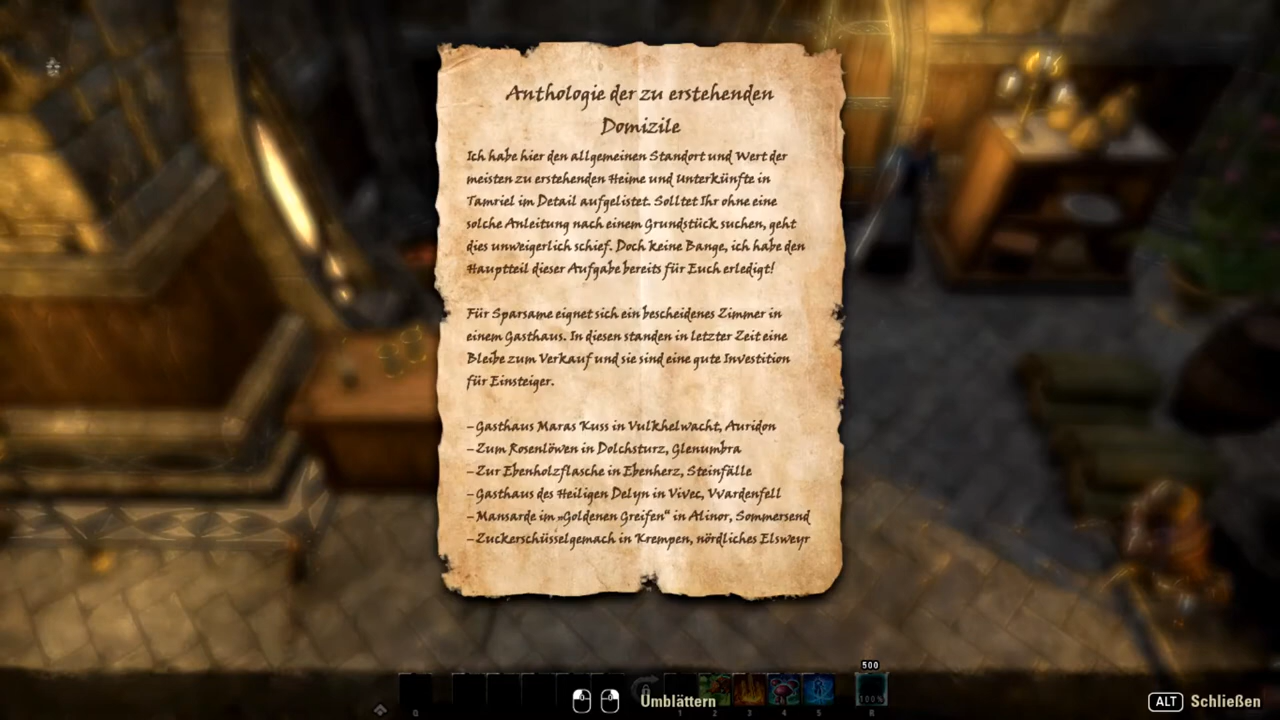 Anthologie der zu erstehenden
Domizile
Ich habe hier den allgemeinen Standort und Wert der
meisten zu erstehenden Heime und Unterkünfte in
Tamriel im Detail aufgelistet. Solltet Ihr ohne eine
solche Anleitung nach einem Grundstück suchen, geht
dies unweigerlich schief. Doch keine Bange, ich habe den
Hauptteil dieser Aufgabe bereits für Euch erledigt!
Für Sparsame eignet sich ein bescheidenes Zimmer in
einem Gasthaus. In diesen standen in letzter Zeit eine
Bleibe zum Verkauf und sie sind eine gute Investition
für Einsteiger.
– Gasthaus Maras Kuss in Vulkhelwacht, Auridon
– Zum Rosenlöwen in Dolchsturz, Glenumbra
– Zur Ebenholzflasche in Ebenherz, Steinfälle
– Gasthaus des Heiligen Delyn in Vivec, Vvardenfell
– Mansarde im „Goldenen Greifen“ in Alinor, Sommersend
– Zuckerschüsselgemach in Krempen, nördliches Elsweyr
500
100%
Q 1 2 3 4 5 R
Umblättern
ALT Schließen